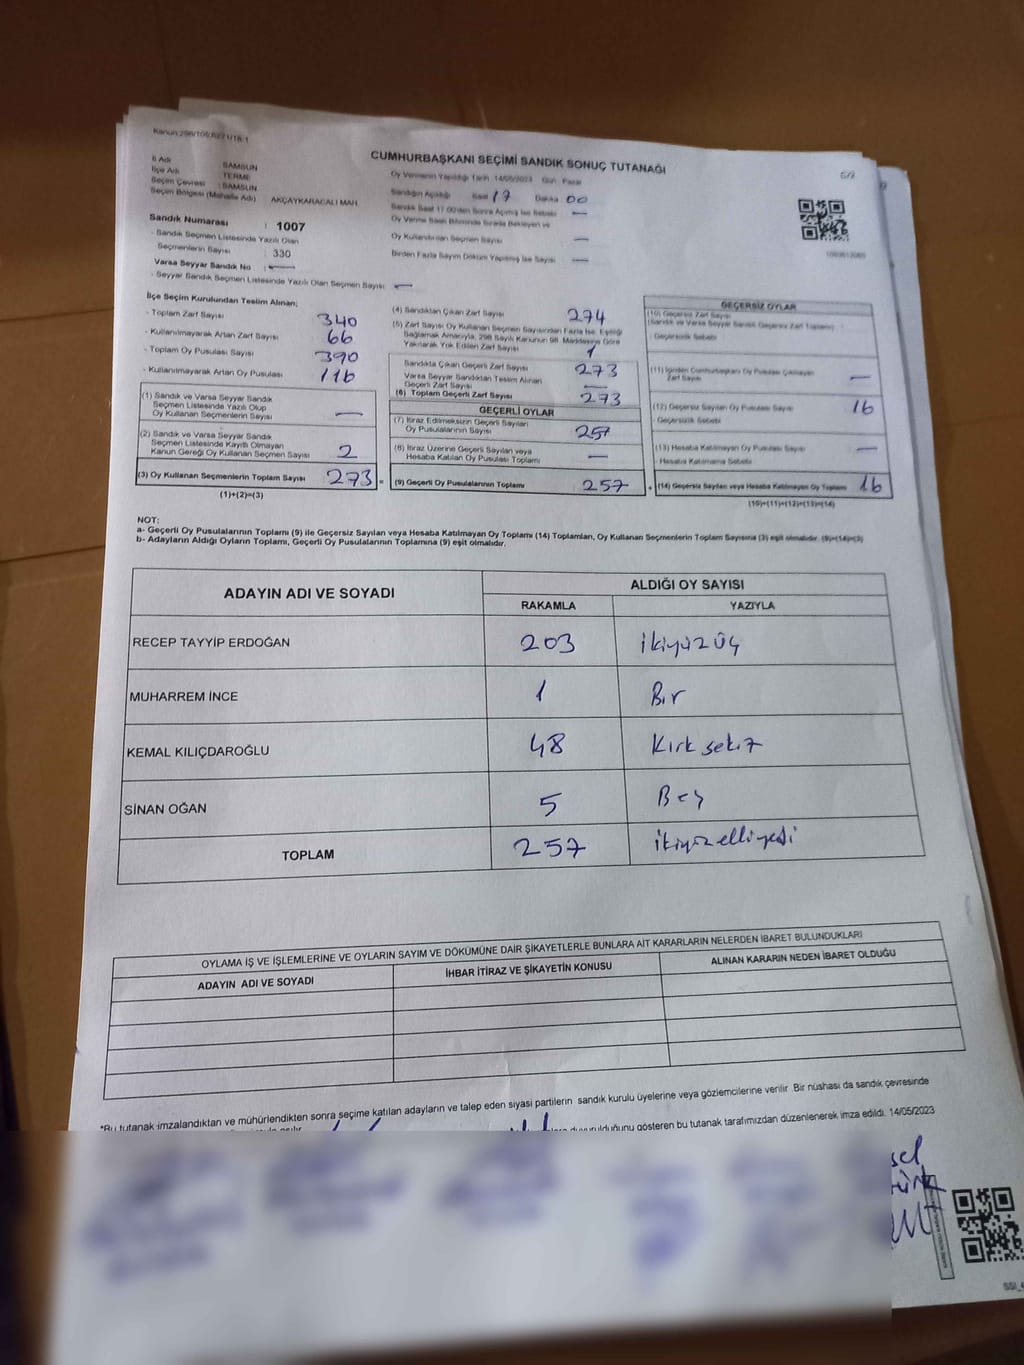 Kanun:298/105,6271/18-1
CUMHURBAŞKANI SEÇİMİ SANDIK SONUÇ TUTANAĞI
İl Adı : SAMSUN
İlçe Adı : TERME
Seçim Çevresi : SAMSUN
Seçim Bölgesi (Mahalle Adı) AKÇAYKARACALI MAH.
Oy Vermenin Yapıldığı Tarih 14/05/2023 Gün Pazar
Sandığın Açıldığı Saat 17 Dakika 00
Sandık Saat 17.00'den Sonra Açılmış İse Sebebi —
Oy Verme Saati Bitiminde Sırada Bekleyen ve
Oy Kullandırılan Seçmen Sayısı —
Birden Fazla Sayım Döküm Yapılmış İse Sayısı —
Sandık Numarası : 1007
- Sandık Seçmen Listesinde Yazılı Olan
Seçmenlerin Sayısı : 330
Varsa Seyyar Sandık No : —
- Seyyar Sandık Seçmen Listesinde Yazılı Olan Seçmen Sayısı : —
İlçe Seçim Kurulundan Teslim Alınan;
- Toplam Zarf Sayısı 340
- Kullanılmayarak Artan Zarf Sayısı 66
- Toplam Oy Pusulası Sayısı 390
- Kullanılmayarak Artan Oy Pusulası 116
(1) Sandık ve Varsa Seyyar Sandık
Seçmen Listesinde Yazılı Olup
Oy Kullanan Seçmenlerin Sayısı —
(2) Sandık ve Varsa Seyyar Sandık
Seçmen Listesinde Kayıtlı Olmayan
Kanun Gereği Oy Kullanan Seçmen Sayısı 2
(3) Oy Kullanan Seçmenlerin Toplam Sayısı 273 =
(1)+(2)=(3)
(4) Sandıktan Çıkan Zarf Sayısı 274
(5) Zarf Sayısı Oy Kullanan Seçmen Sayısından Fazla İse, Eşitliği
Sağlamak Amacıyla, 298 Sayılı Kanunun 98. Maddesine Göre
Yakılarak Yok Edilen Zarf Sayısı 1
Sandıkta Çıkan Geçerli Zarf Sayısı 273
Varsa Seyyar Sandıktan Teslim Alınan
Geçerli Zarf Sayısı —
(6) Toplam Geçerli Zarf Sayısı 273
GEÇERLİ OYLAR
(7) İtiraz Edilmeksizin Geçerli Sayılan
Oy Pusulalarının Sayısı 257
(8) İtiraz Üzerine Geçerli Sayılan veya
Hesaba Katılan Oy Pusulası Toplamı —
(9) Geçerli Oy Pusulalarının Toplamı 257 +
GEÇERSİZ OYLAR
(10) Geçersiz Zarf Sayısı
(Sandık ve Varsa Seyyar Sandık Geçersiz Zarf Toplamı)
- Geçersizlik Sebebi
(11) İçinden Cumhurbaşkanı Oy Pusulası Çıkmayan
Zarf Sayısı —
(12) Geçersiz Sayılan Oy Pusulası Sayısı 16
- Geçersizlik Sebebi
(13) Hesaba Katılmayan Oy Pusulası Sayısı —
Hesaba Katılmama Sebebi
(14) Geçersiz Sayılan veya Hesaba Katılmayan Oy Toplamı 16
(10)+(11)+(12)+(13)=(14)
NOT:
a- Geçerli Oy Pusulalarının Toplamı (9) ile Geçersiz Sayılan veya Hesaba Katılmayan Oy Toplamı (14) Toplamları, Oy Kullanan Seçmenlerin Toplam Sayısına (3) eşit olmalıdır. (9)+(14)=(3)
b- Adayların Aldığı Oyların Toplamı, Geçerli Oy Pusulalarının Toplamına (9) eşit olmalıdır.
ADAYIN ADI VE SOYADI ALDIĞI OY SAYISI
RAKAMLA YAZIYLA
RECEP TAYYİP ERDOĞAN 203 ikiyüzüç
MUHARREM İNCE 1 Bir
KEMAL KILIÇDAROĞLU 48 Kırksekiz
SİNAN OĞAN 5 Beş
TOPLAM 257 ikiyüzelliyedi
OYLAMA İŞ VE İŞLEMLERİNE VE OYLARIN SAYIM VE DÖKÜMÜNE DAİR ŞİKAYETLERLE BUNLARA AİT KARARLARIN NELERDEN İBARET BULUNDUKLARI
ADAYIN ADI VE SOYADI İHBAR İTİRAZ VE ŞİKAYETİN KONUSU ALINAN KARARIN NEDEN İBARET OLDUĞU
*Bu tutanak imzalandıktan ve mühürlendikten sonra seçime katılan adayların ve talep eden siyasi partilerin sandık kurulu üyelerine veya gözlemcilerine verilir. Bir nüshası da sandık çevresinde
duyurulduğunu gösteren bu tutanak tarafımızdan düzenlenerek imza edildi. 14/05/2023